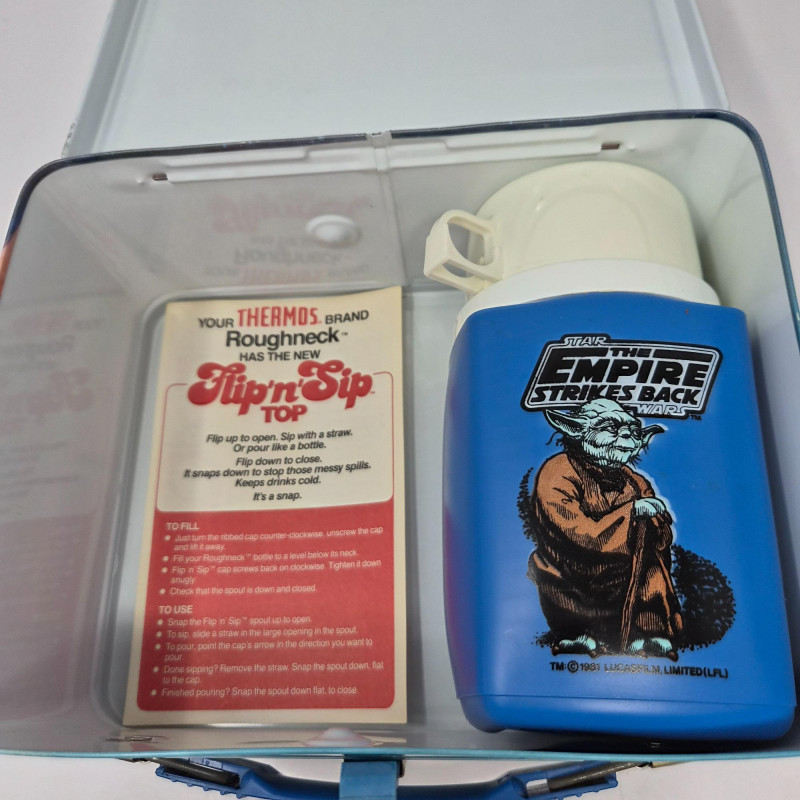 YOUR THERMOS® BRAND
Roughneck™
HAS THE NEW
Flip'n'Sip™
TOP
Flip up to open. Sip with a straw.
Or pour like a bottle.
Flip down to close.
It snaps down to stop those messy spills.
Keeps drinks cold.
It's a snap.
TO FILL
● Just turn the ribbed cap counter-clockwise, unscrew the cap
and lift it away.
● Fill your Roughneck™ bottle to a level below its neck.
● Flip 'n' Sip™ cap screws back on clockwise. Tighten it down
snugly.
● Check that the spout is down and closed.
TO USE
● Snap the Flip 'n' Sip™ spout up to open.
● To sip, slide a straw in the large opening in the spout.
● To pour, point the cap's arrow in the direction you want to
pour.
● Done sipping? Remove the straw. Snap the spout down, flat
to the cap.
● Finished pouring? Snap the spout down flat, to close.
STAR
THE
EMPIRE
STRIKES BACK
WARS™
TM: © 1981 LUCASFILM, LIMITED (LFL)